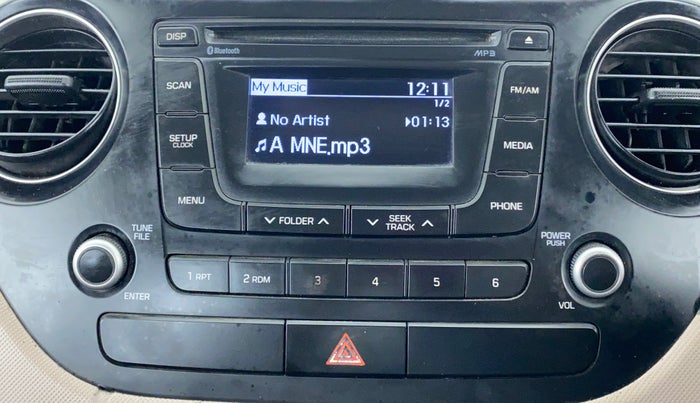 DISP
Bluetooth
MP3
SCAN
My Music 12:11
1/2
FM/AM
No Artist 01:13
SETUP
CLOCK
A MNE.mp3
MEDIA
MENU
FOLDER
SEEK
TRACK
PHONE
TUNE
FILE
POWER
PUSH
1 RPT
2 RDM
3
4
5
6
ENTER
VOL